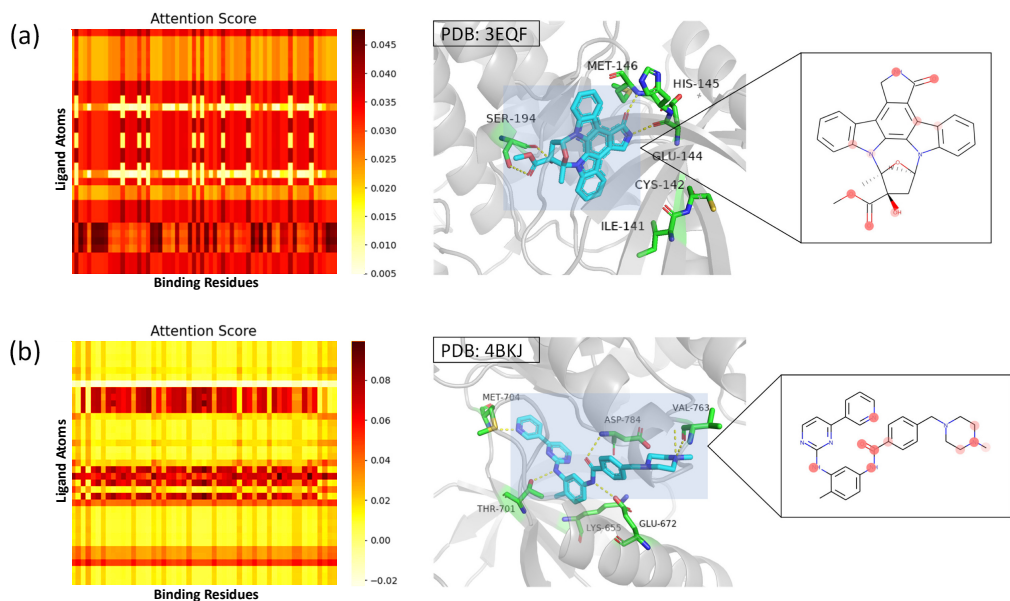 (a)
Attention Score
Ligand Atoms
0.045
0.040
0.035
0.030
0.025
0.020
0.015
0.010
0.005
Binding Residues
PDB: 3EQF
MET-146
HIS-145
SER-194
GLU-144
CYS-142
ILE-141
(b)
Attention Score
Ligand Atoms
0.08
0.06
0.04
0.02
0.00
−0.02
Binding Residues
PDB: 4BKJ
MET-704
ASP-784
VAL-763
THR-701
LYS-655
GLU-672
N
N
N
N
N
N